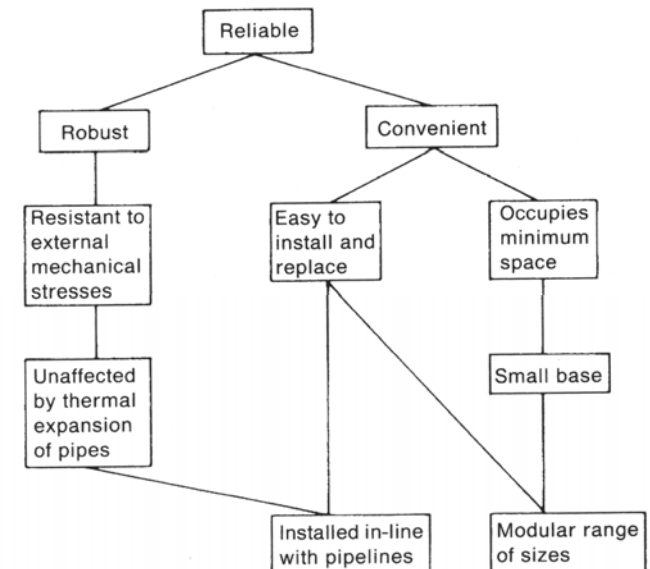 Reliable
Robust
Convenient
Resistant to
external
mechanical
stresses
Easy to
install and
replace
Occupies
minimum
space
Unaffected
by thermal
expansion
of pipes
Small base
Installed in-line
with pipelines
Modular range
of sizes